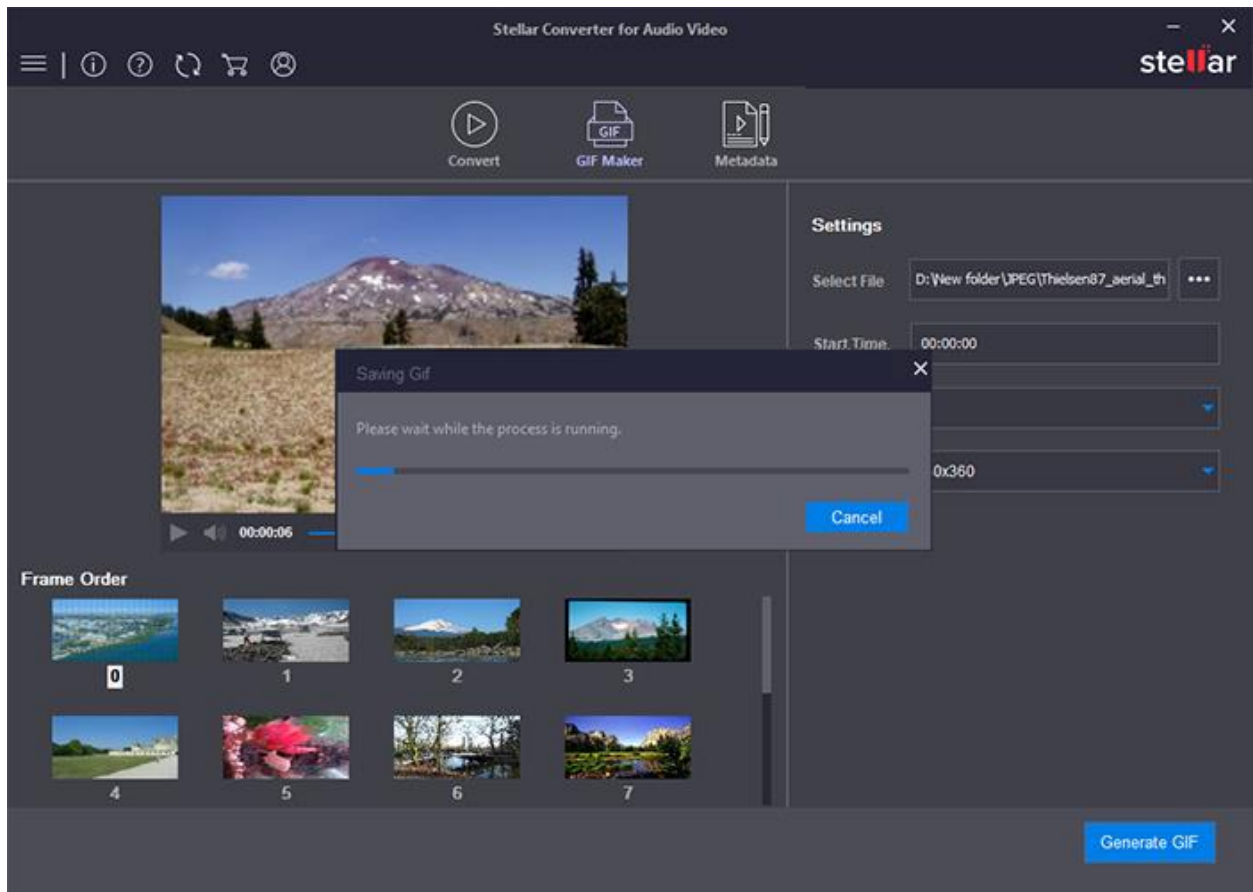 Stellar Converter for Audio Video
stellar
GIF
Convert
GIF Maker
Metadata
Settings
Select File
D:\New folder\JPEG\Thielsen87_aerial_th
Start Time
00:00:00
Saving Gif
Please wait while the process is running.
0x360
Cancel
00:00:06
Frame Order
0
1
2
3
4
5
6
7
Generate GIF